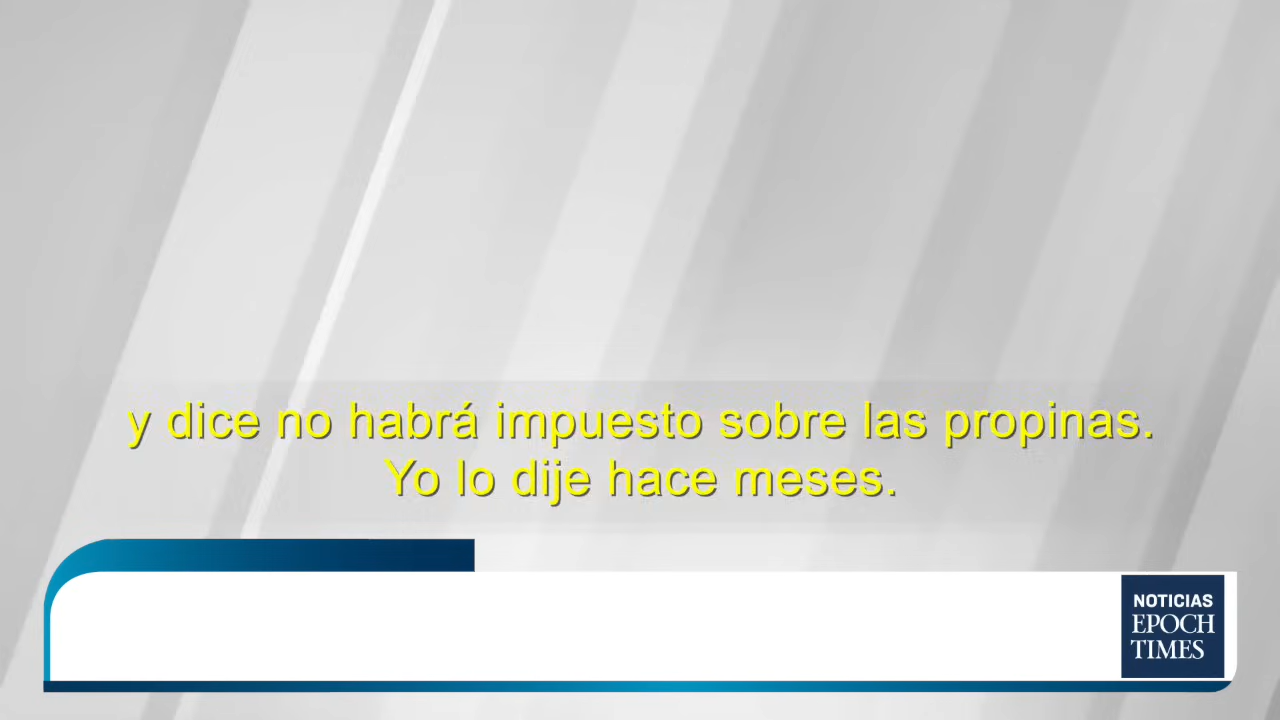 y dice no habrá impuesto sobre las propinas.
Yo lo dije hace meses.
NOTICIAS
EPOCH
TIMES